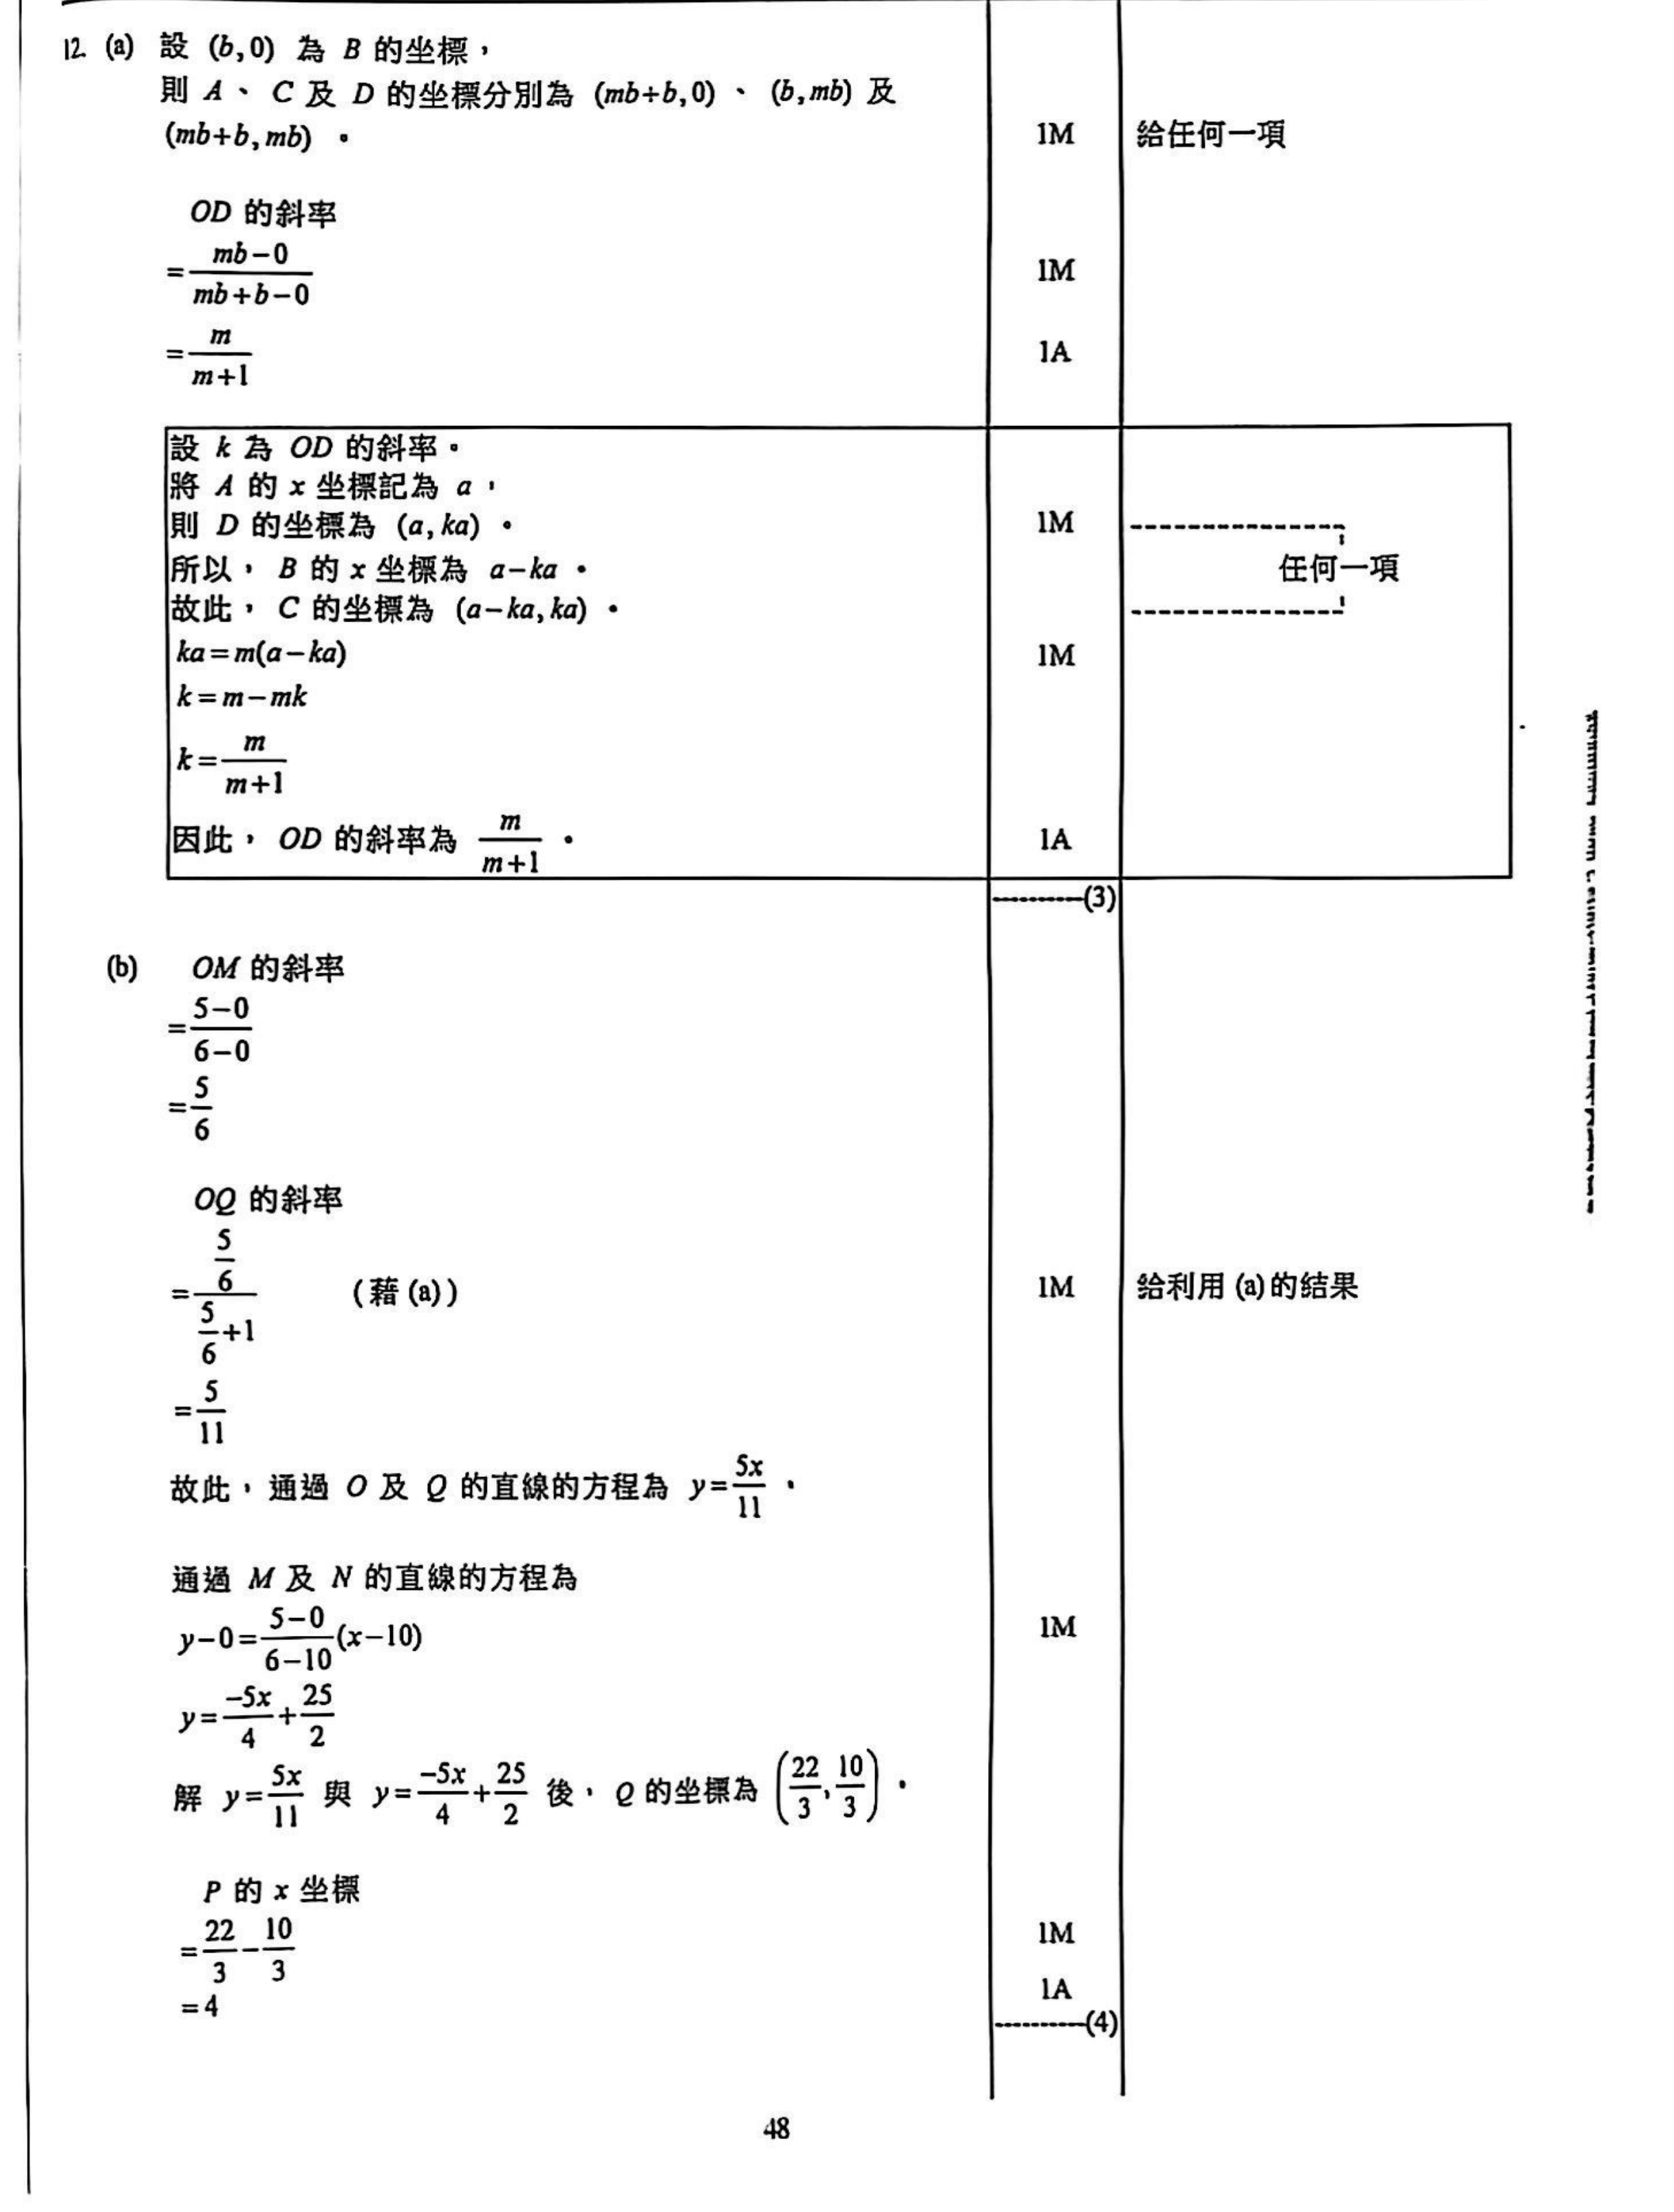 12. (a) 設 (b,0) 為 B 的坐標，
則 A、 C 及 D 的坐標分別為 (mb+b,0) 、 (b,mb) 及
(mb+b,mb) 。 1M 給任何一項
OD 的斜率
= (mb−0)/(mb+b−0) 1M
= m/(m+1) 1A
設 k 為 OD 的斜率。
將 A 的 x 坐標記為 a，
則 D 的坐標為 (a,ka) 。 1M
所以， B 的 x 坐標為 a−ka 。 任何一項
故此， C 的坐標為 (a−ka,ka) 。
ka=m(a−ka) 1M
k=m−mk
k= m/(m+1)
因此， OD 的斜率為 m/(m+1) 。 1A
----------(3)
(b) OM 的斜率
= (5−0)/(6−0)
= 5/6
OQ 的斜率
= (5/6)/(5/6+1) (藉 (a)) 1M 給利用 (a)的結果
= 5/11
故此，通過 O 及 Q 的直線的方程為 y=5x/11 。
通過 M 及 N 的直線的方程為
y−0=(5−0)/(6−10)(x−10) 1M
y=−5x/4+25/2
解 y=5x/11 與 y=−5x/4+25/2 後， Q 的坐標為 (22/3,10/3) 。
P 的 x 坐標
= 22/3−10/3 1M
=4 1A
----------(4)
48